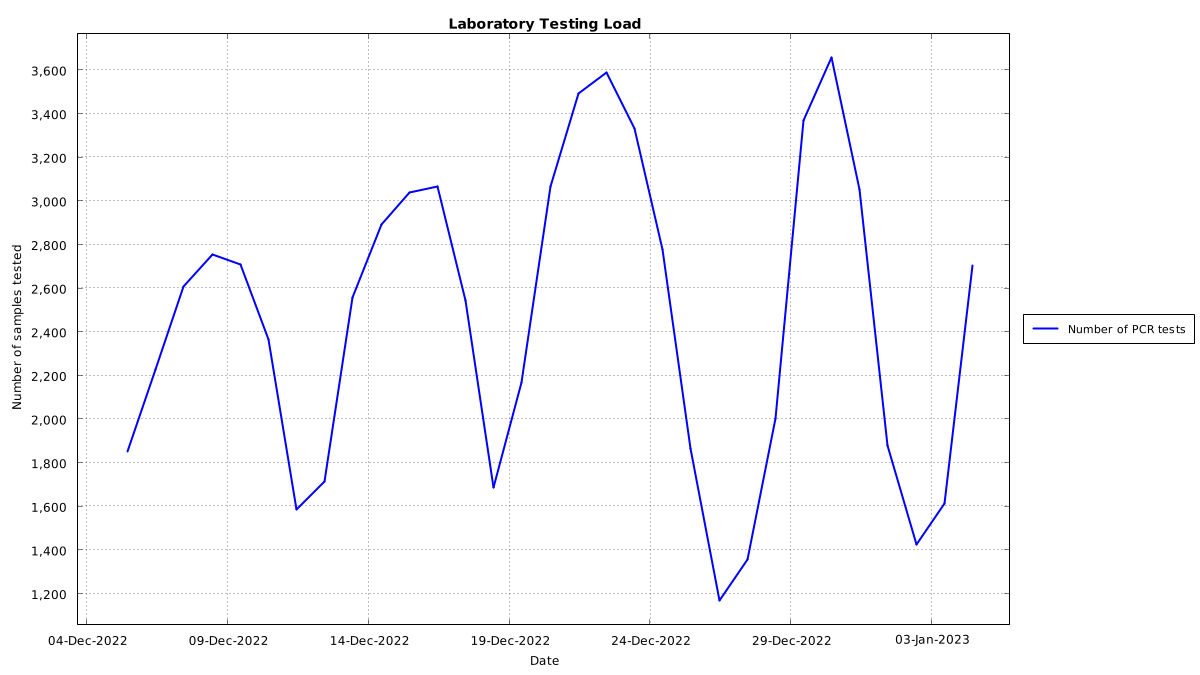 Laboratory Testing Load
Number of samples tested
3,600
3,400
3,200
3,000
2,800
2,600
2,400
2,200
2,000
1,800
1,600
1,400
1,200
04-Dec-2022 09-Dec-2022 14-Dec-2022 19-Dec-2022 24-Dec-2022 29-Dec-2022 03-Jan-2023
Date
Number of PCR tests